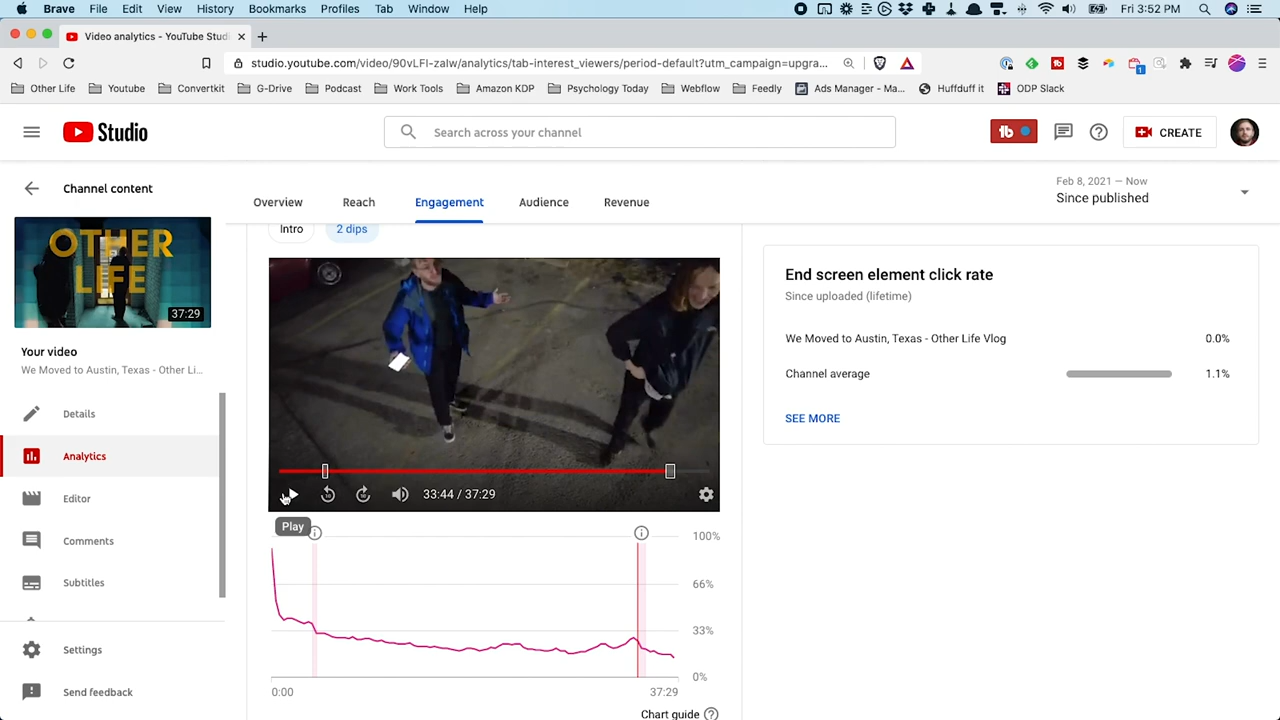 Brave File Edit View History Bookmarks Profiles Tab Window Help Fri 3:52 PM
Video analytics - YouTube Studi
studio.youtube.com/video/90vLFI-zaIw/analytics/tab-interest_viewers/period-default?utm_campaign=upgra...
Other Life Youtube Convertkit G-Drive Podcast Work Tools Amazon KDP Psychology Today Webflow Feedly Ads Manager - Ma... Huffduff it ODP Slack
Studio
Search across your channel
CREATE
Channel content
Overview Reach Engagement Audience Revenue
Feb 8, 2021 — Now
Since published
OTHER
LIFE
37:29
Your video
We Moved to Austin, Texas - Other Li...
Details
Analytics
Editor
Comments
Subtitles
Settings
Send feedback
Intro 2 dips
33:44 / 37:29
Play
100%
66%
33%
0%
0:00 37:29
Chart guide
End screen element click rate
Since uploaded (lifetime)
We Moved to Austin, Texas - Other Life Vlog 0.0%
Channel average 1.1%
SEE MORE